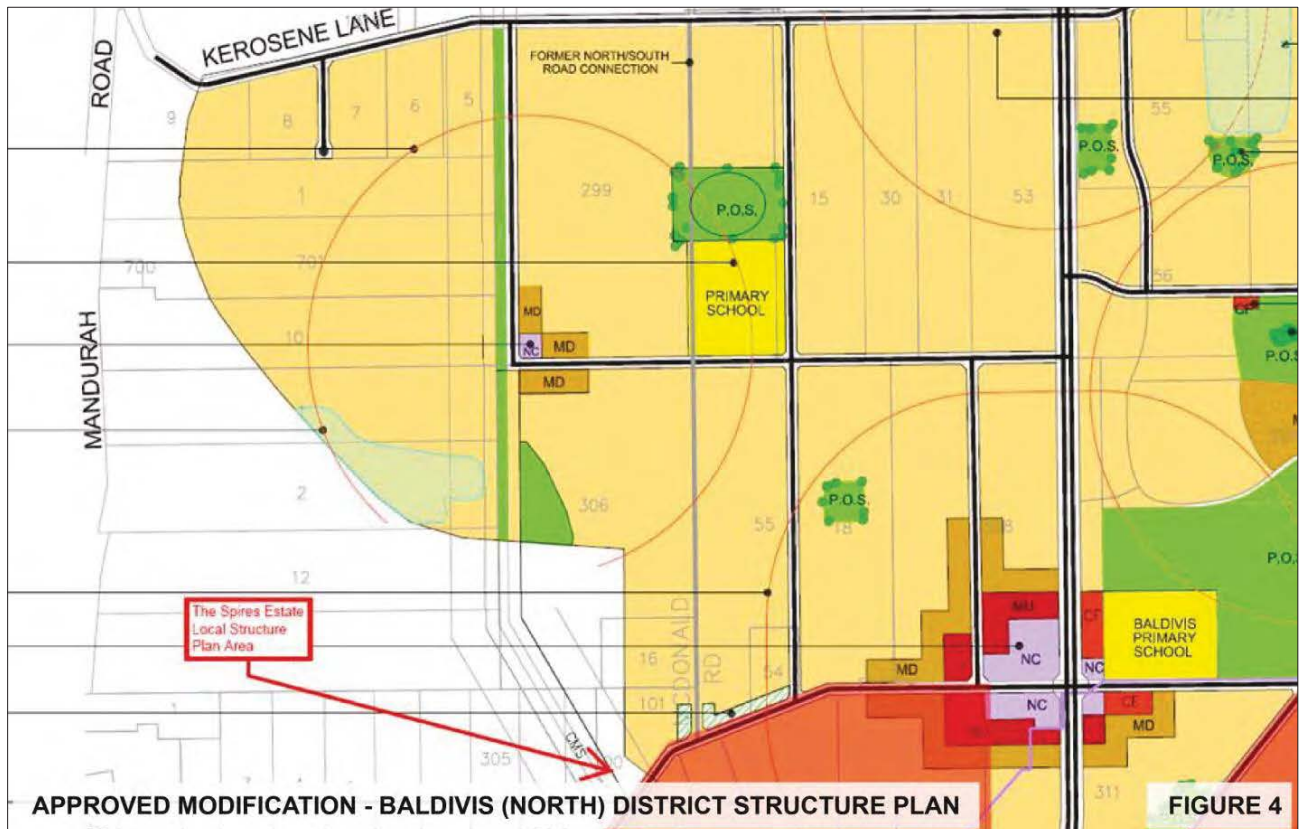 KEROSENE LANE
ROAD
MANDURAH
FORMER NORTH/SOUTH
ROAD CONNECTION
9
8
7
6
5
1
299
15
30
31
53
55
P.O.S.
P.O.S.
P.O.S.
700
701
PRIMARY
SCHOOL
56
MD
10
NC
MD
MD
CF
P.O.S.
2
306
55
18
P.O.S.
P.O.S.
12
The Spires Estate
Local Structure
Plan Area
MU
CF
BALDIVIS
PRIMARY
SCHOOL
16
RD
54
MD
NC
NC
101
NC
CF
MD
CMS
305
311
APPROVED MODIFICATION - BALDIVIS (NORTH) DISTRICT STRUCTURE PLAN
FIGURE 4